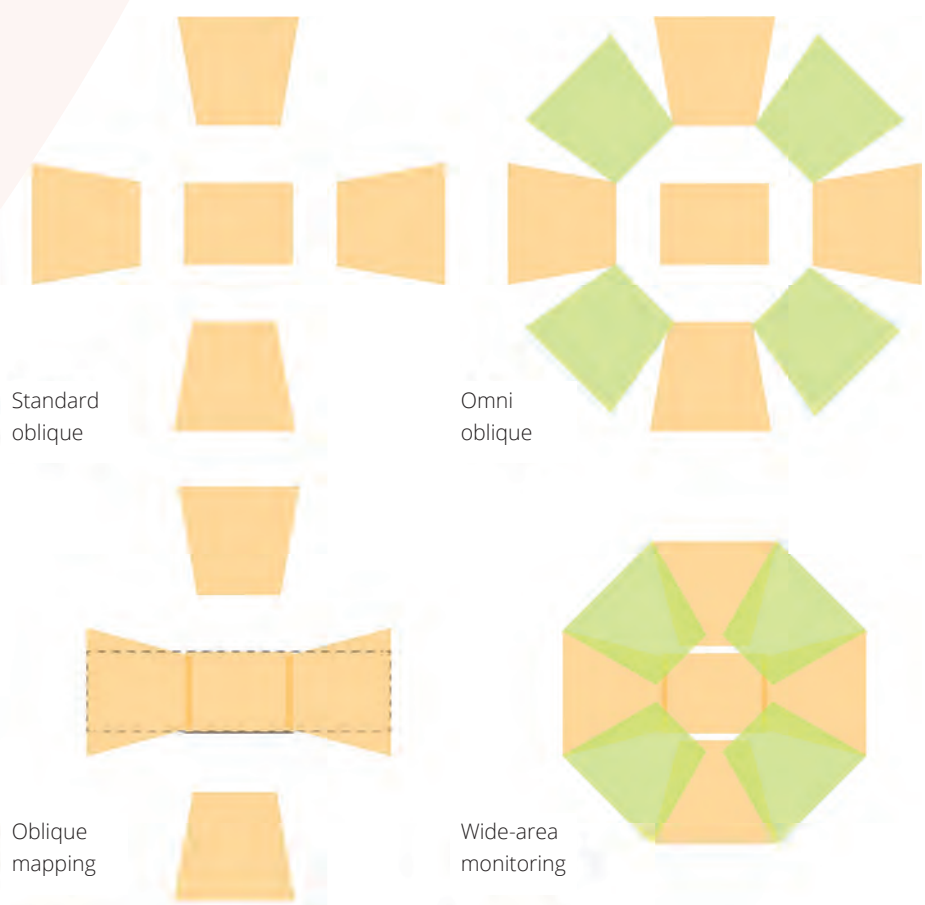 Standard
oblique
Omni
oblique
Oblique
mapping
Wide-area
monitoring